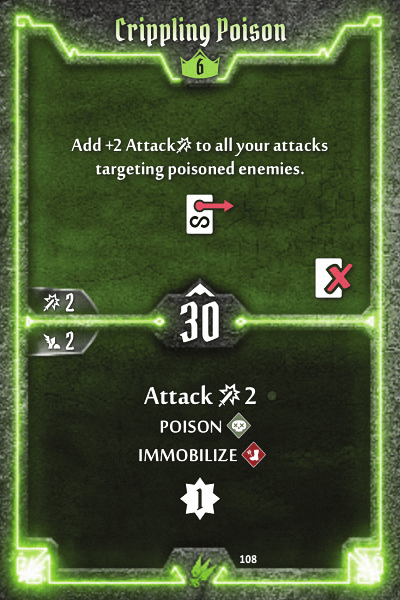 Crippling Poison
6
Add +2 Attack to all your attacks
targeting poisoned enemies.
S
2
30
2
Attack 2
POISON
IMMOBILIZE
1
108